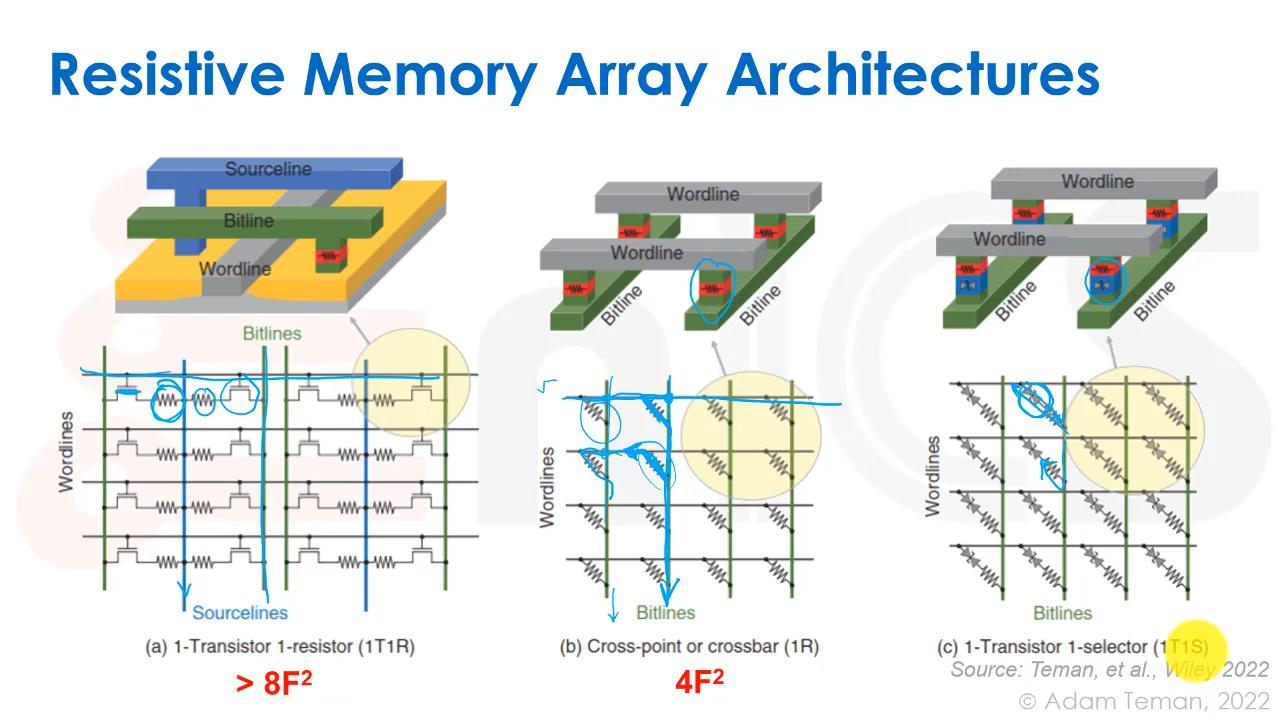 Resistive Memory Array Architectures
Sourceline
Bitline
Wordline
Bitlines
Wordlines
Sourcelines
(a) 1-Transistor 1-resistor (1T1R)
> 8F²
Wordline
Wordline
Bitline
Bitline
Wordlines
Bitlines
(b) Cross-point or crossbar (1R)
4F²
Wordline
Wordline
Bitline
Bitline
Wordlines
Bitlines
(c) 1-Transistor 1-selector (1T1S)
Source: Teman, et al., Wiley 2022
© Adam Teman, 2022